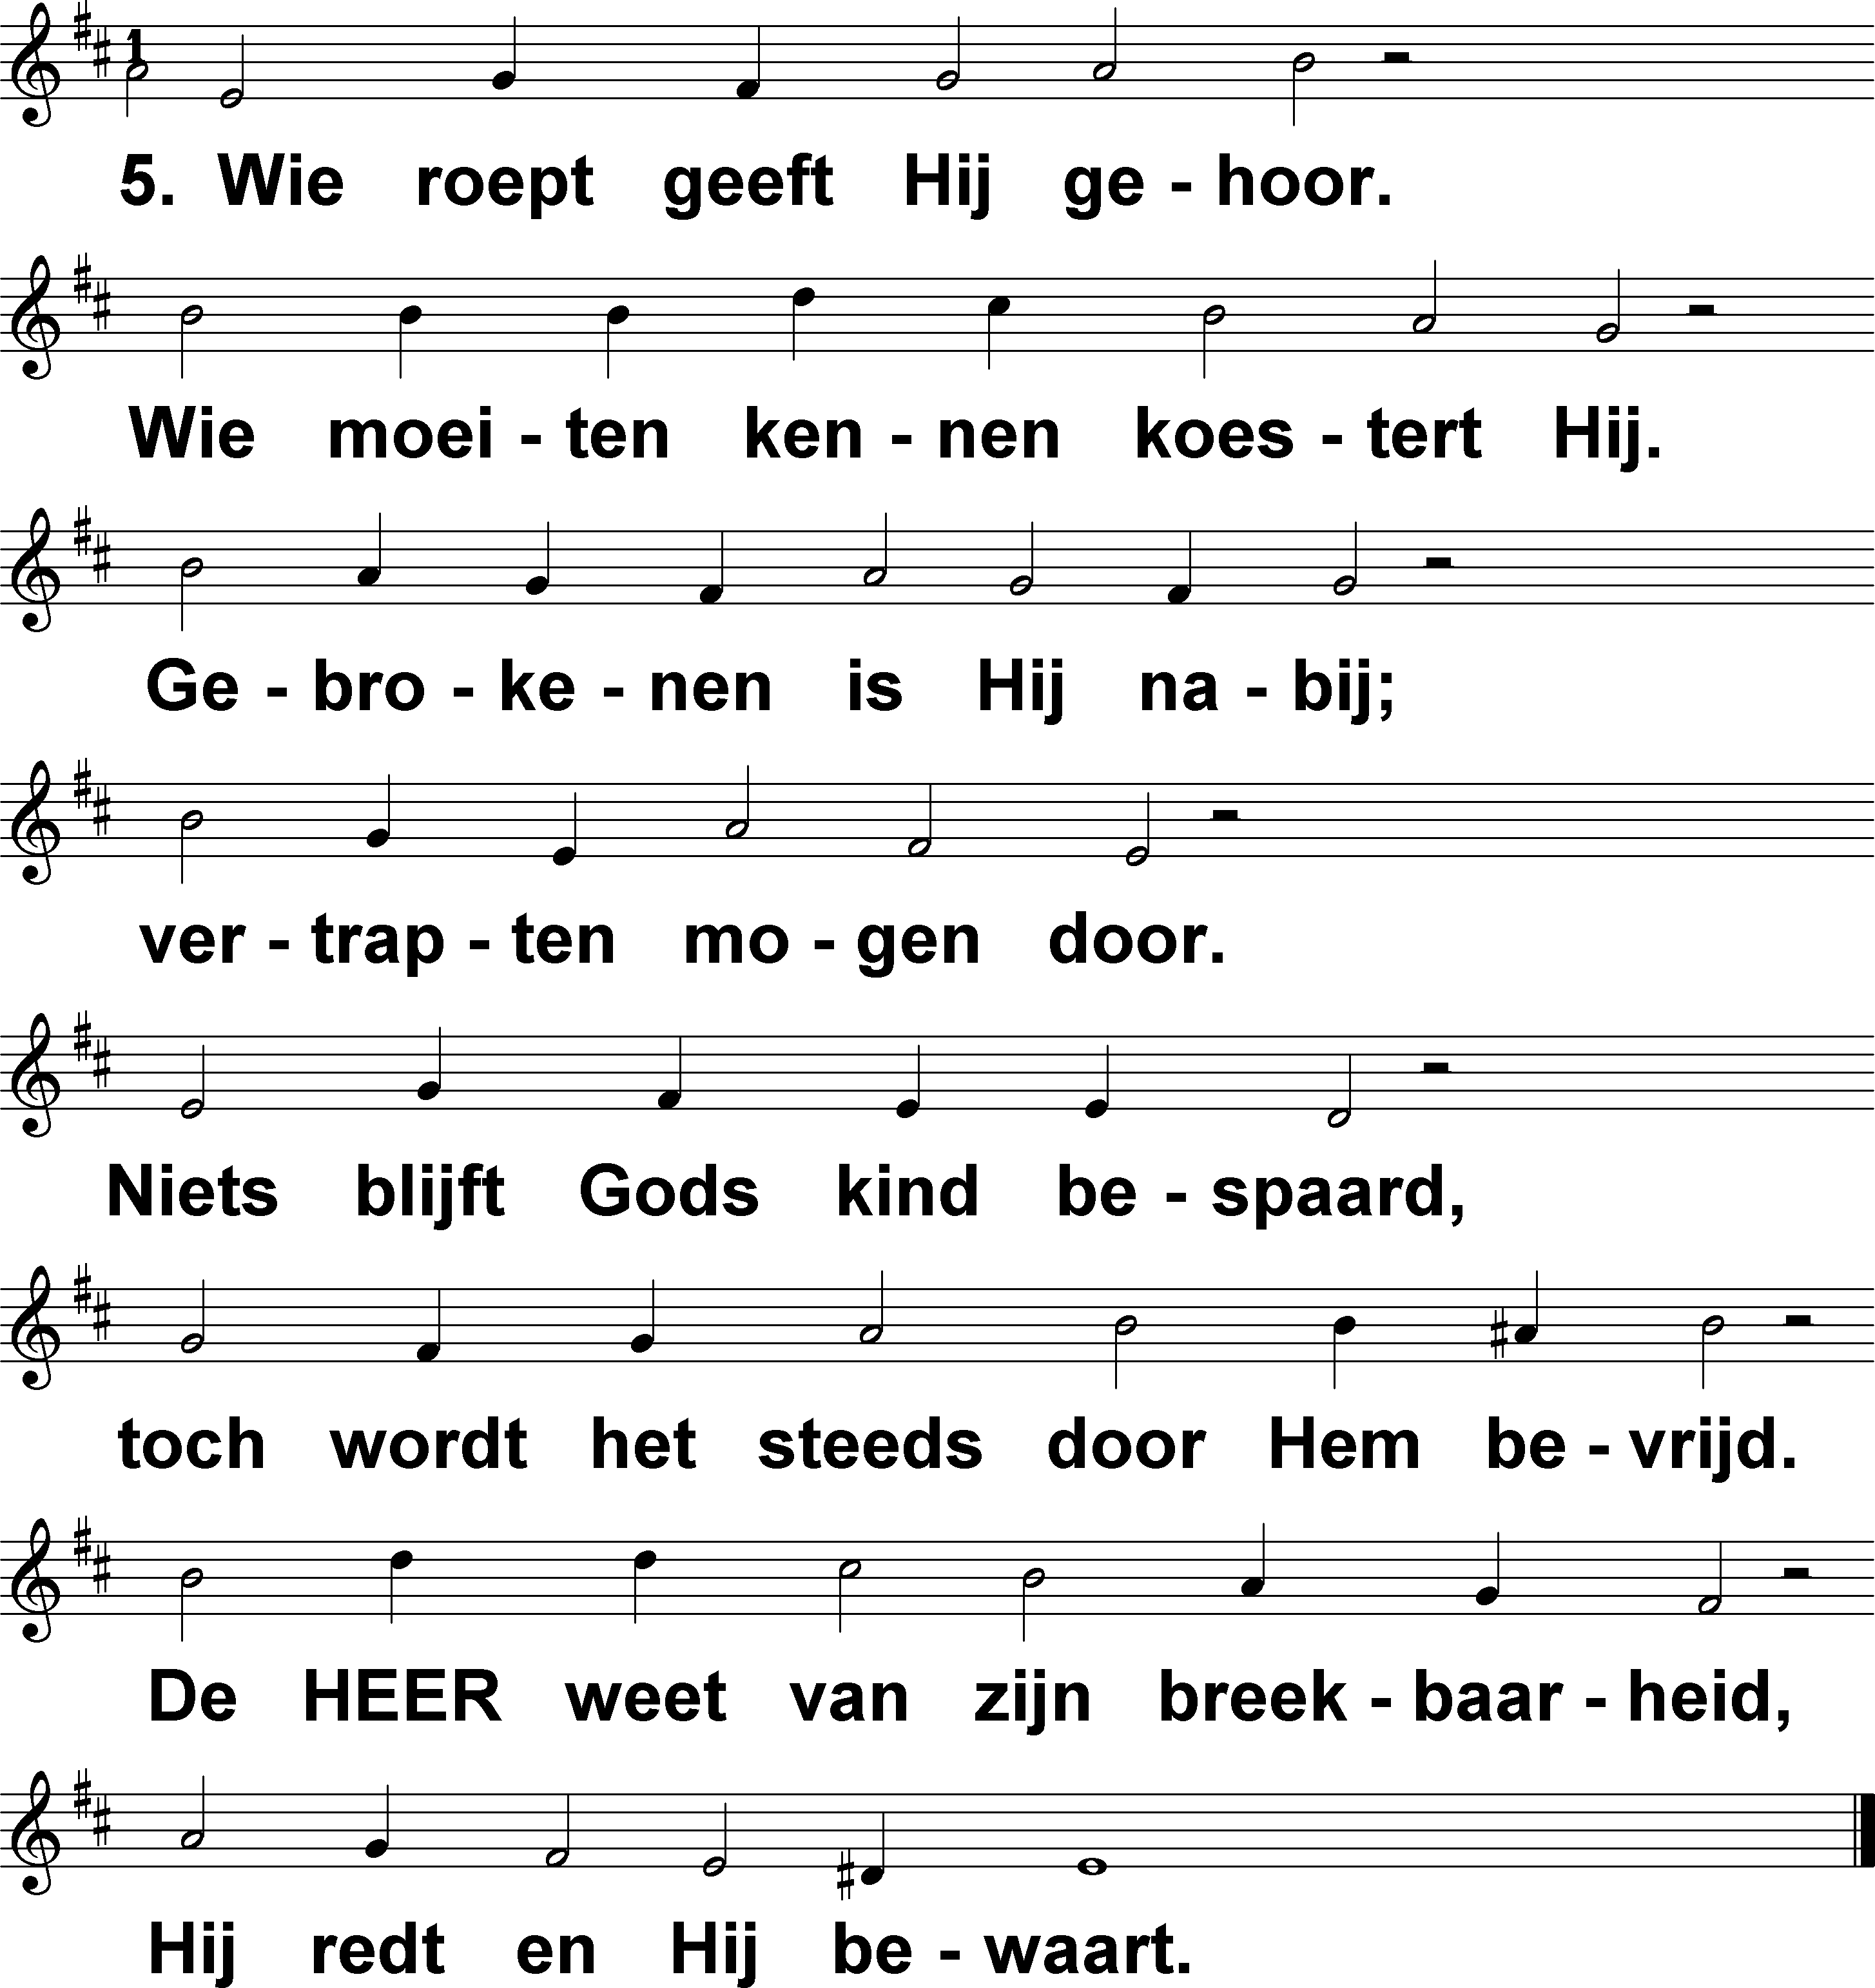 5. Wie roept geeft Hij ge - hoor.
Wie moei - ten ken - nen koes - tert Hij.
Ge - bro - ke - nen is Hij na - bij;
ver - trap - ten mo - gen door.
Niets blijft Gods kind be - spaard,
toch wordt het steeds door Hem be - vrijd.
De HEER weet van zijn breek - baar - heid,
Hij redt en Hij be - waart.